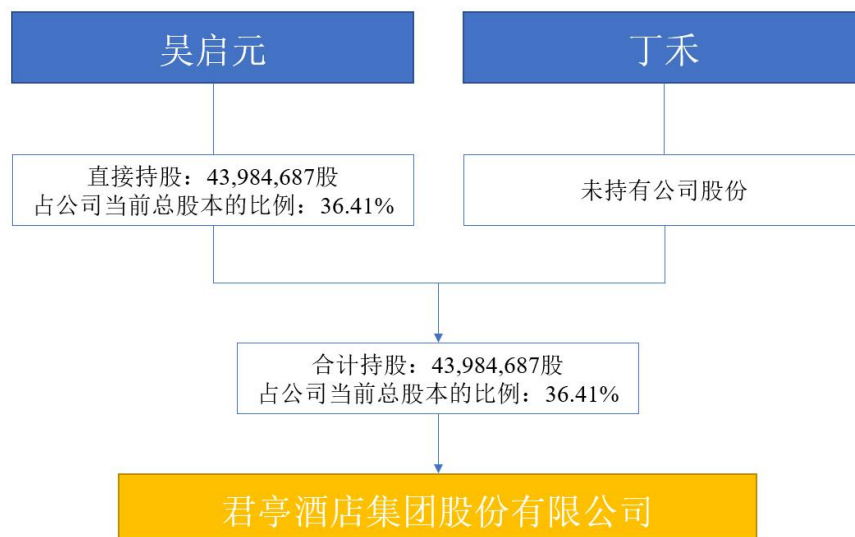 吴启元
丁禾
直接持股：43,984,687股
占公司当前总股本的比例：36.41%
未持有公司股份
合计持股：43,984,687股
占公司当前总股本的比例：36.41%
君亭酒店集团股份有限公司